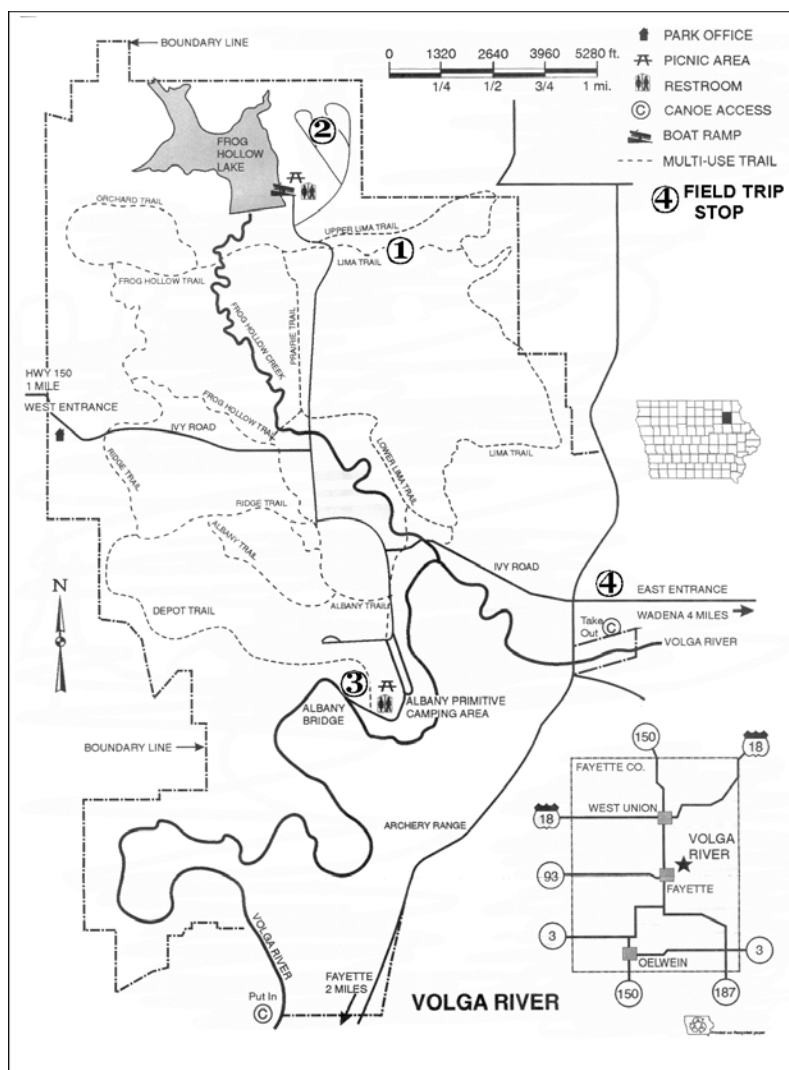 BOUNDARY LINE
0 1320 2640 3960 5280 ft.
1/4 1/2 3/4 1 mi.
PARK OFFICE
PICNIC AREA
RESTROOM
C CANOE ACCESS
BOAT RAMP
MULTI-USE TRAIL
4 FIELD TRIP
STOP
FROG
HOLLOW
LAKE
2
ORCHARD TRAIL
UPPER LIMA TRAIL
1
LIMA TRAIL
FROG HOLLOW TRAIL
PRAIRIE TRAIL
FROG HOLLOW CREEK
HWY 150
1 MILE
WEST ENTRANCE
IVY ROAD
FROG HOLLOW TRAIL
LOWER LIMA TRAIL
LIMA TRAIL
RIDGE TRAIL
RIDGE TRAIL
ALBANY TRAIL
IVY ROAD
4
EAST ENTRANCE
WADENA 4 MILES
N
DEPOT TRAIL
ALBANY TRAIL
Take
Out C
VOLGA RIVER
3
ALBANY
BRIDGE
ALBANY PRIMITIVE
CAMPING AREA
BOUNDARY LINE
ARCHERY RANGE
150
18
FAYETTE CO.
WEST UNION
18
VOLGA
RIVER
93
FAYETTE
3
3
OELWEIN
150
187
VOLGA RIVER
Put In
C
FAYETTE
2 MILES
VOLGA RIVER
Printed on Recycled paper